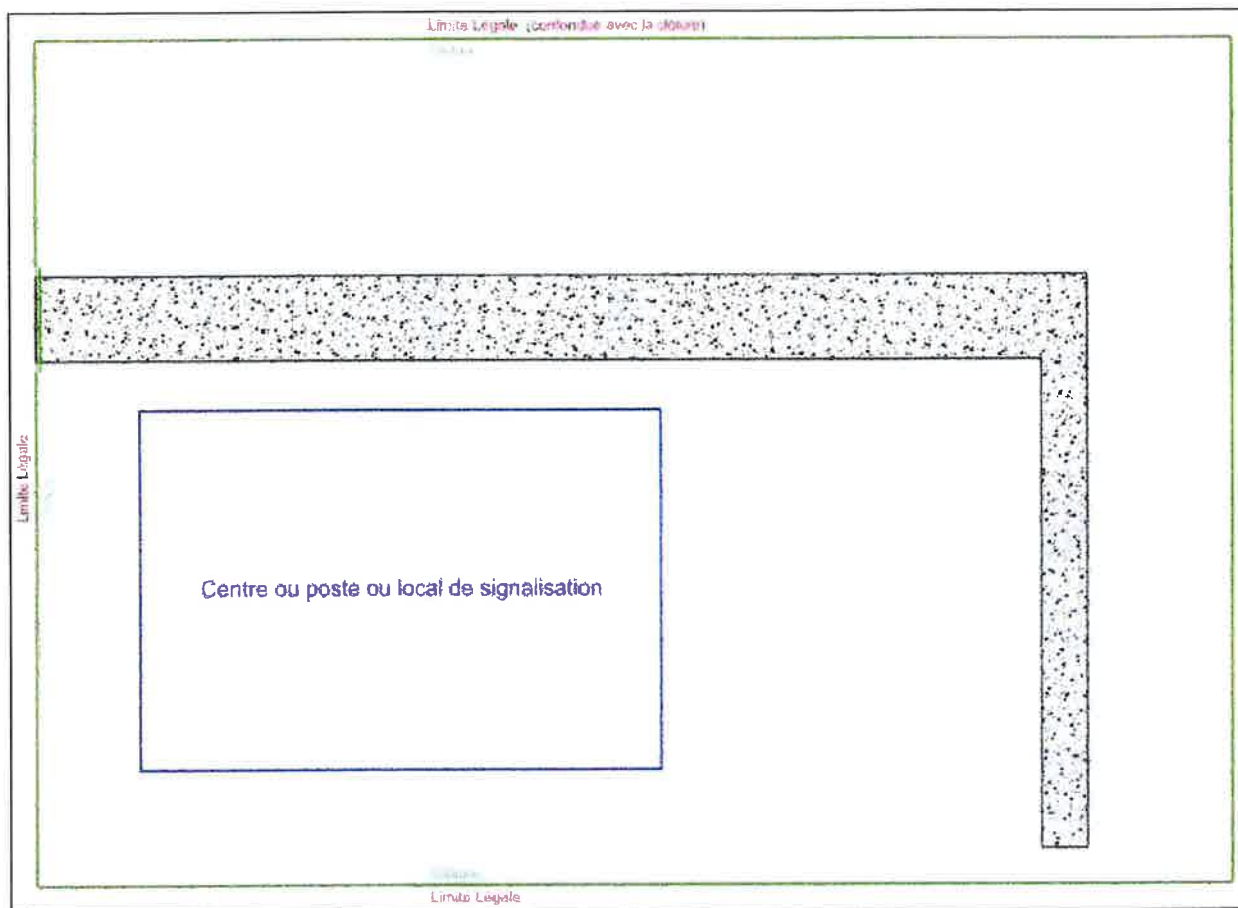 Limite Légale (confondue avec la clôture)
Limite Légale
Centre ou poste ou local de signalisation
Limite Légale